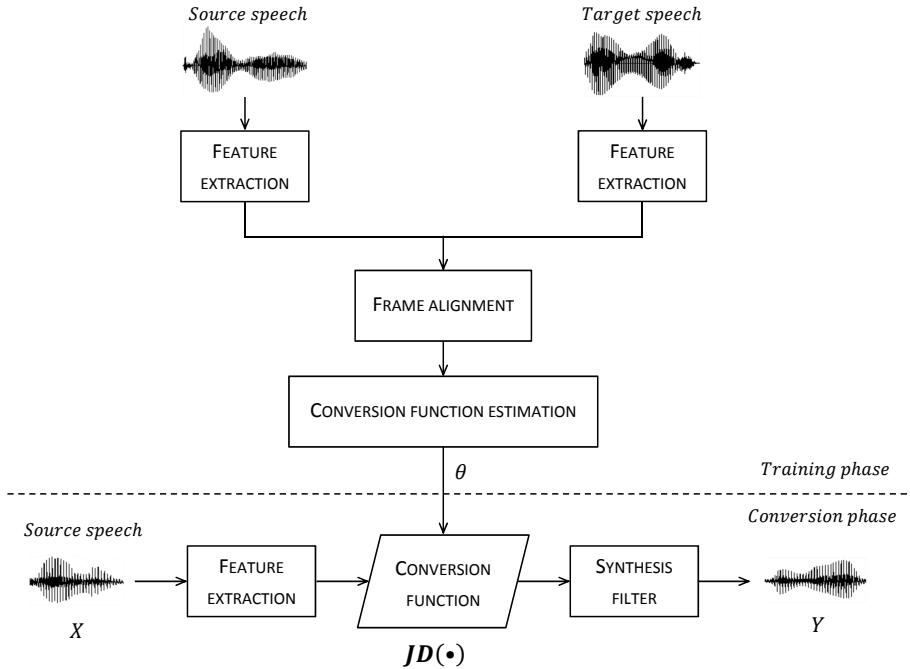 Source speech
Target speech
FEATURE
EXTRACTION
FEATURE
EXTRACTION
FRAME ALIGNMENT
CONVERSION FUNCTION ESTIMATION
θ
Training phase
Conversion phase
Source speech
FEATURE
EXTRACTION
CONVERSION
FUNCTION
SYNTHESIS
FILTER
X
Y
JD(•)